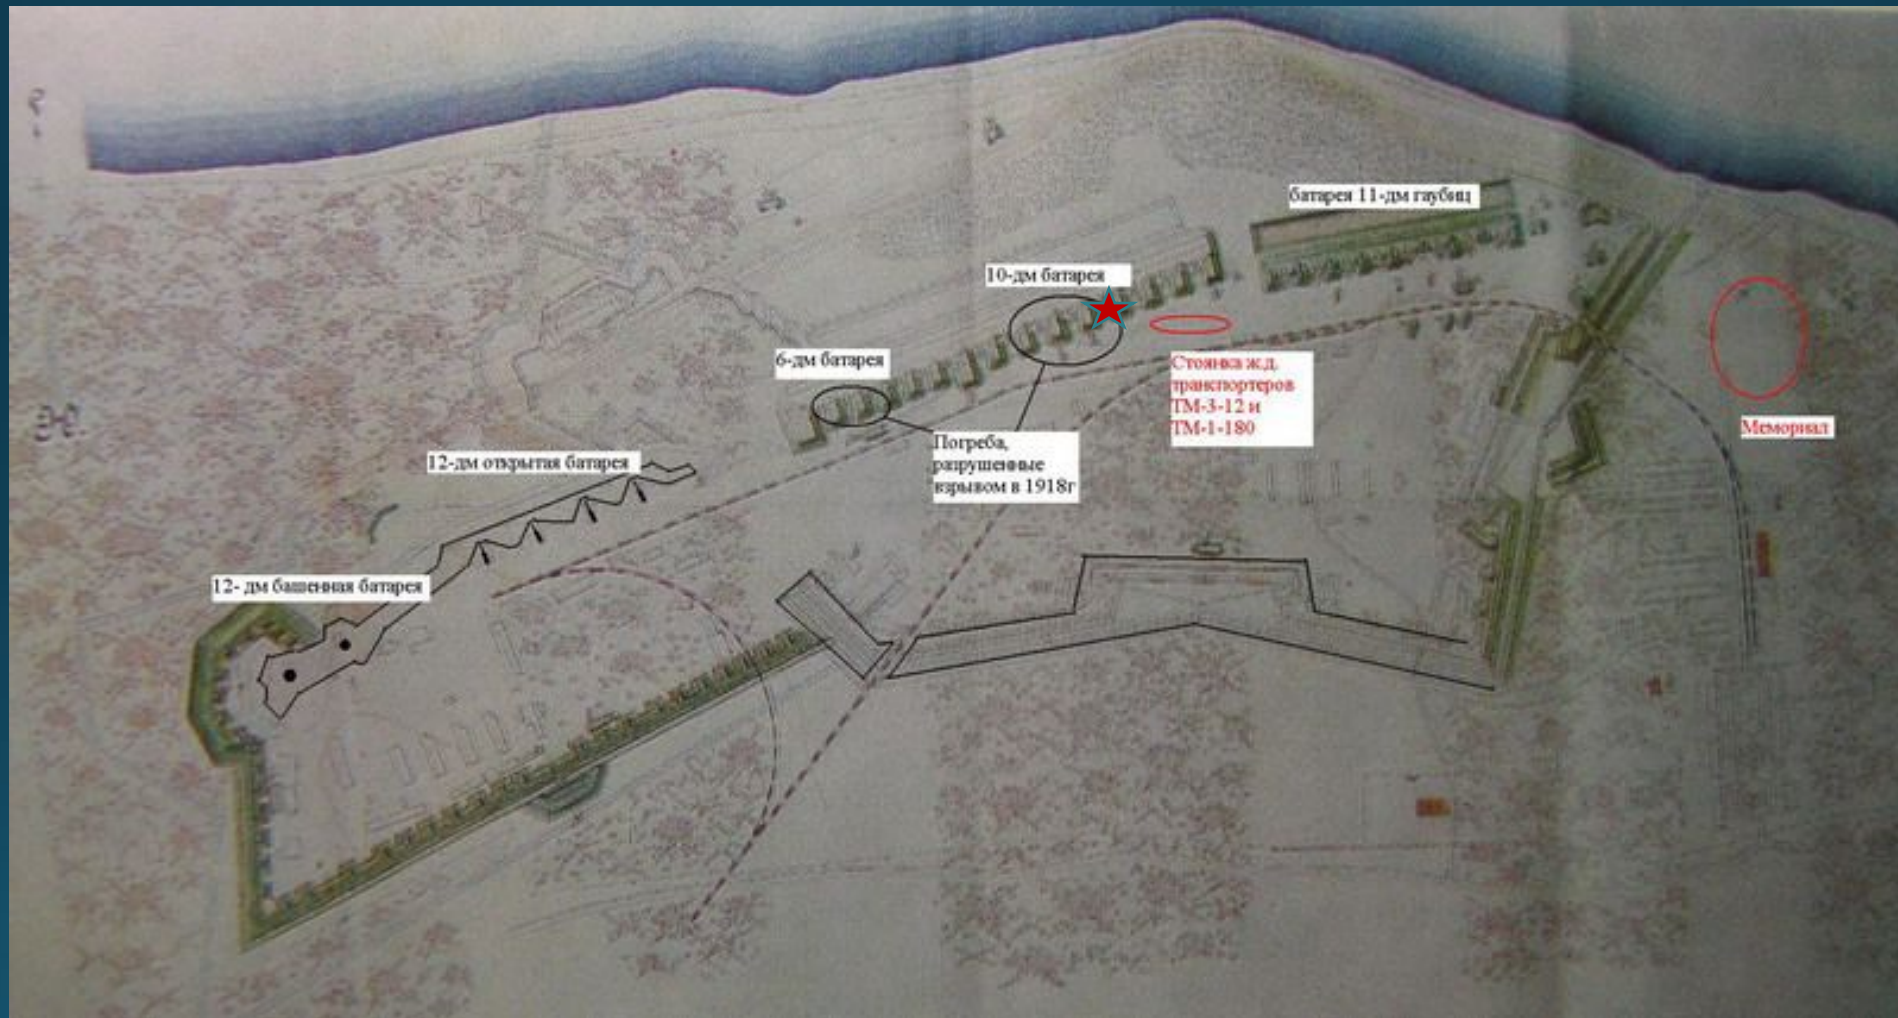 батарея 11-дм гаубиц
10-дм батарея
6-дм батарея
Стоянка ж.д.
транспортеров
ТМ-3-12 и
ТМ-1-180
Мемориал
Погреба,
разрушенные
взрывом в 1918г
12-дм открытая батарея
12- дм башенная батарея